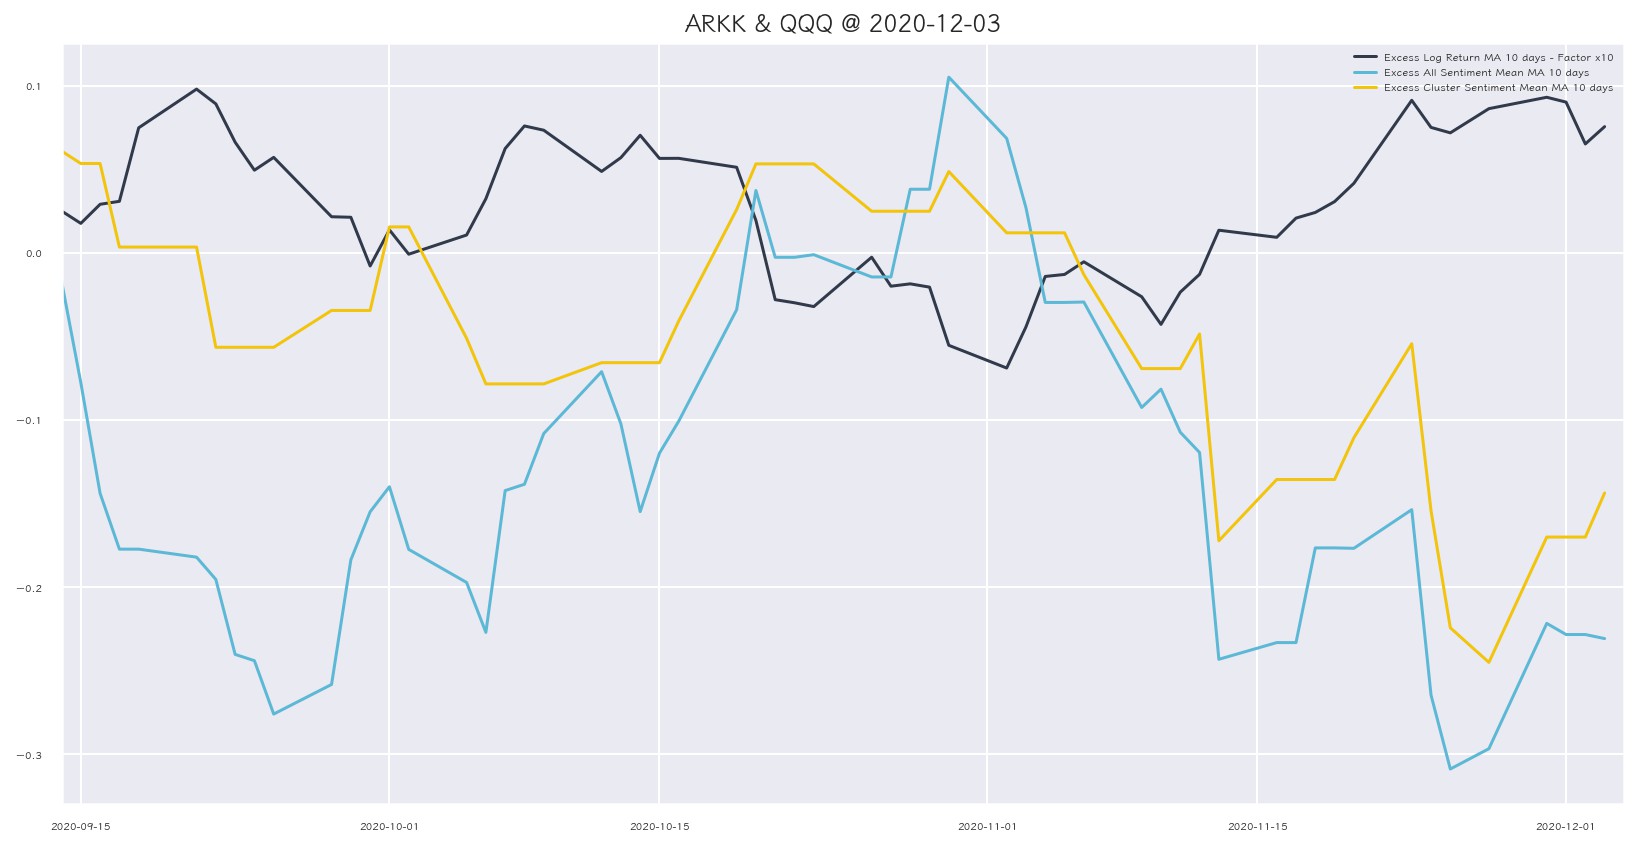 ARKK & QQQ @ 2020-12-03
Excess Log Return MA 10 days - Factor x10
Excess All Sentiment Mean MA 10 days
Excess Cluster Sentiment Mean MA 10 days
0.1
0.0
−0.1
−0.2
−0.3
2020-09-15 2020-10-01 2020-10-15 2020-11-01 2020-11-15 2020-12-01